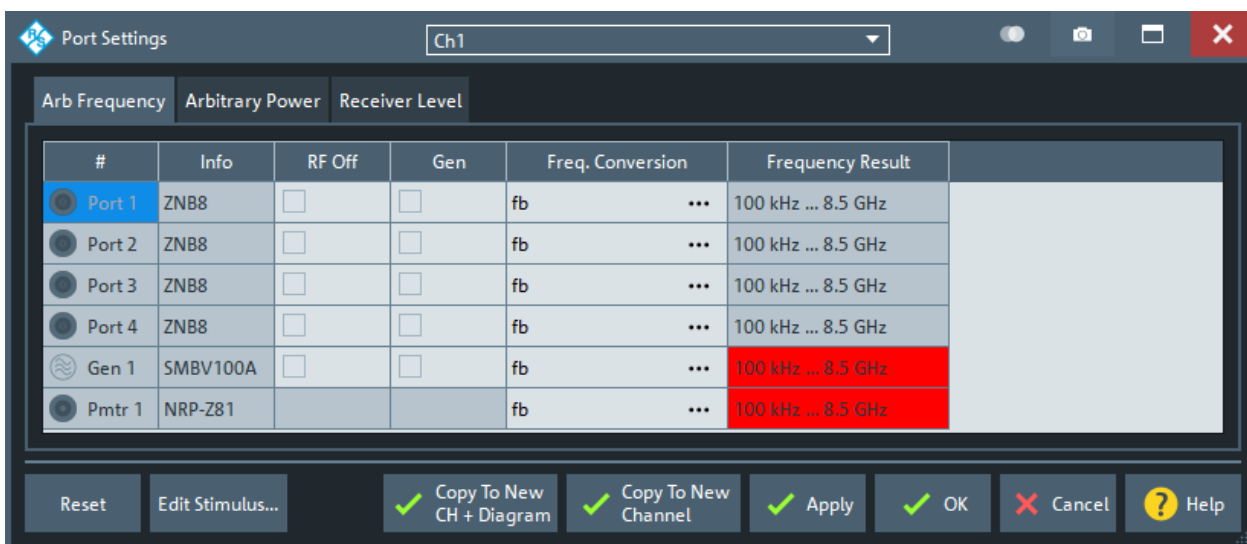 Port Settings Ch1
Arb Frequency Arbitrary Power Receiver Level
# Info RF Off Gen Freq. Conversion Frequency Result
Port 1 ZNB8 fb ... 100 kHz ... 8.5 GHz
Port 2 ZNB8 fb ... 100 kHz ... 8.5 GHz
Port 3 ZNB8 fb ... 100 kHz ... 8.5 GHz
Port 4 ZNB8 fb ... 100 kHz ... 8.5 GHz
Gen 1 SMBV100A fb ... 100 kHz ... 8.5 GHz
Pmtr 1 NRP-Z81 fb ... 100 kHz ... 8.5 GHz
Reset Edit Stimulus... Copy To New CH + Diagram Copy To New Channel Apply OK Cancel ? Help